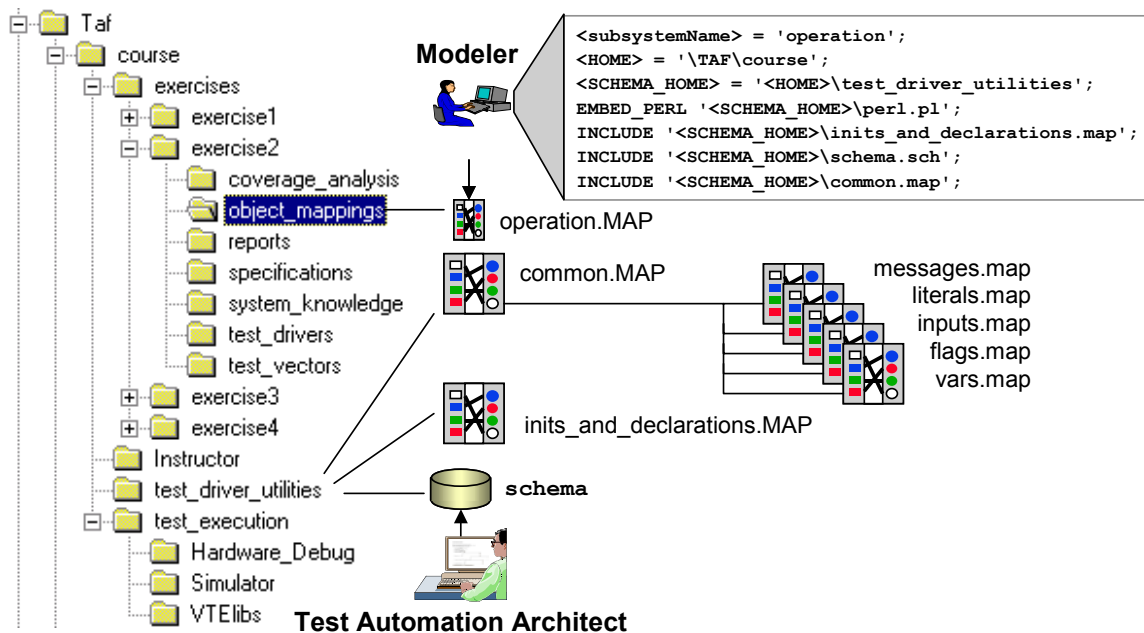 Taf
course
exercises
exercise1
exercise2
coverage_analysis
object_mappings
reports
specifications
system_knowledge
test_drivers
test_vectors
exercise3
exercise4
Instructor
test_driver_utilities
test_execution
Hardware_Debug
Simulator
VTElibs
Modeler
<subsystemName> = 'operation';
<HOME> = '\TAF\course';
<SCHEMA_HOME> = '<HOME>\test_driver_utilities';
EMBED_PERL '<SCHEMA_HOME>\perl.pl';
INCLUDE '<SCHEMA_HOME>\inits_and_declarations.map';
INCLUDE '<SCHEMA_HOME>\schema.sch';
INCLUDE '<SCHEMA_HOME>\common.map';
operation.MAP
common.MAP
messages.map
literals.map
inputs.map
flags.map
vars.map
inits_and_declarations.MAP
schema
Test Automation Architect